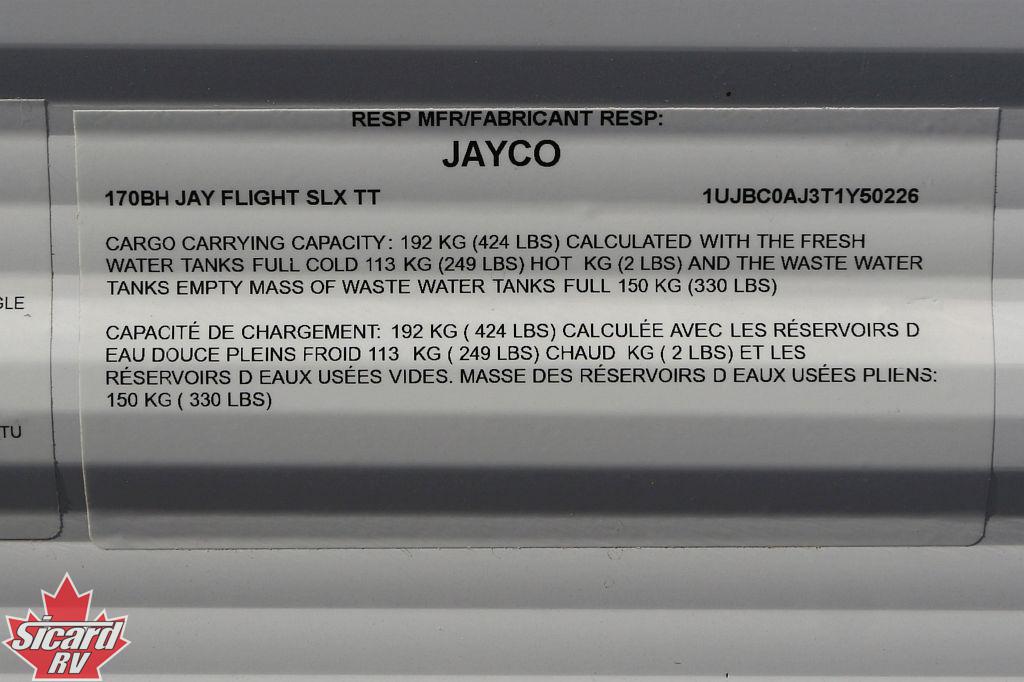 RESP MFR/FABRICANT RESP:
JAYCO
170BH JAY FLIGHT SLX TT 1UJBC0AJ3T1Y50226
CARGO CARRYING CAPACITY: 192 KG (424 LBS) CALCULATED WITH THE FRESH
WATER TANKS FULL COLD 113 KG (249 LBS) HOT KG (2 LBS) AND THE WASTE WATER
TANKS EMPTY MASS OF WASTE WATER TANKS FULL 150 KG (330 LBS)
CAPACITÉ DE CHARGEMENT: 192 KG ( 424 LBS) CALCULÉE AVEC LES RÉSERVOIRS D
EAU DOUCE PLEINS FROID 113 KG ( 249 LBS) CHAUD KG ( 2 LBS) ET LES
RÉSERVOIRS D EAUX USÉES VIDES. MASSE DES RÉSERVOIRS D EAUX USÉES PLIENS:
150 KG ( 330 LBS)
GLE
TU
Sicard
RV